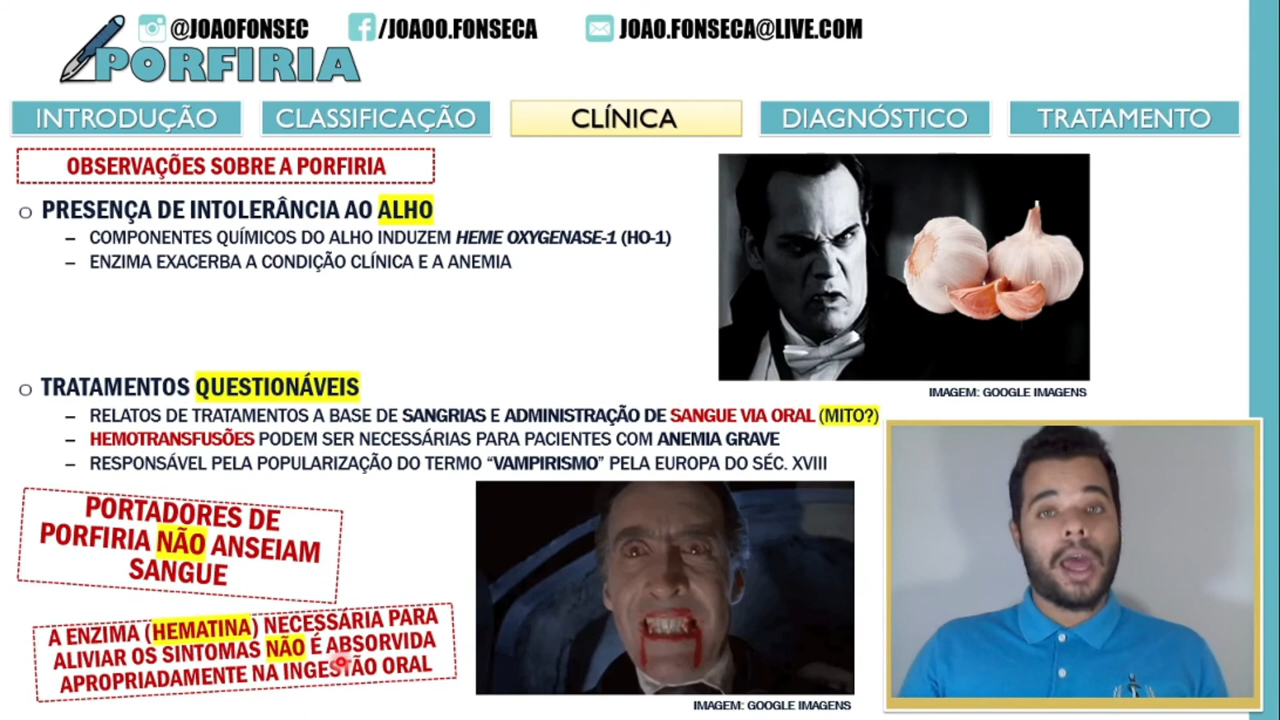 @JOAOFONSEC
/JOAOO.FONSECA
JOAO.FONSECA@LIVE.COM
PORFIRIA
INTRODUÇÃO
CLASSIFICAÇÃO
CLÍNICA
DIAGNÓSTICO
TRATAMENTO
OBSERVAÇÕES SOBRE A PORFIRIA
PRESENÇA DE INTOLERÂNCIA AO ALHO
– COMPONENTES QUÍMICOS DO ALHO INDUZEM HEME OXYGENASE-1 (HO-1)
– ENZIMA EXACERBA A CONDIÇÃO CLÍNICA E A ANEMIA
IMAGEM: GOOGLE IMAGENS
TRATAMENTOS QUESTIONÁVEIS
– RELATOS DE TRATAMENTOS A BASE DE SANGRIAS E ADMINISTRAÇÃO DE SANGUE VIA ORAL (MITO?)
– HEMOTRANSFUSÕES PODEM SER NECESSÁRIAS PARA PACIENTES COM ANEMIA GRAVE
– RESPONSÁVEL PELA POPULARIZAÇÃO DO TERMO “VAMPIRISMO” PELA EUROPA DO SÉC. XVIII
PORTADORES DE
PORFIRIA NÃO ANSEIAM
SANGUE
A ENZIMA (HEMATINA) NECESSÁRIA PARA
ALIVIAR OS SINTOMAS NÃO É ABSORVIDA
APROPRIADAMENTE NA INGESTÃO ORAL
IMAGEM: GOOGLE IMAGENS